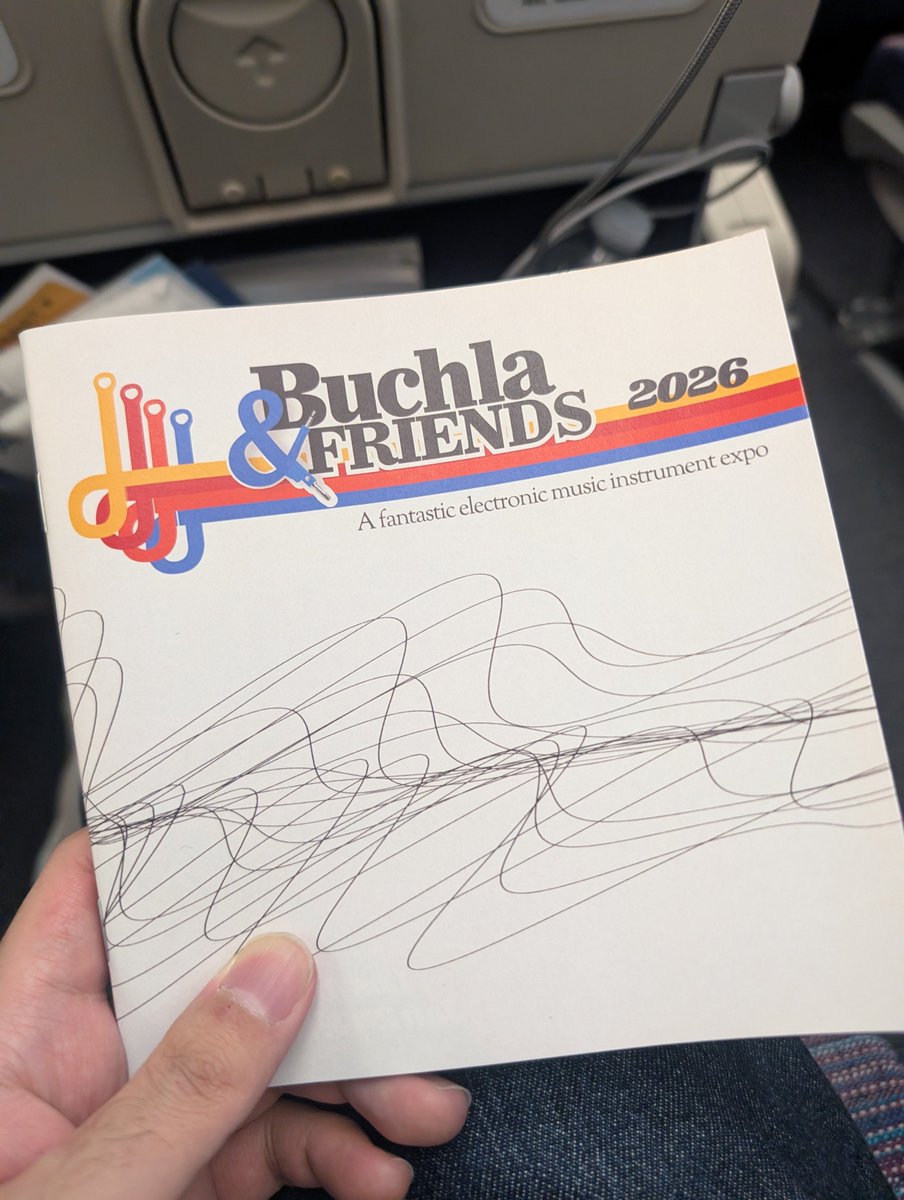 Buchla
& FRIENDS
2026
A fantastic electronic music instrument expo